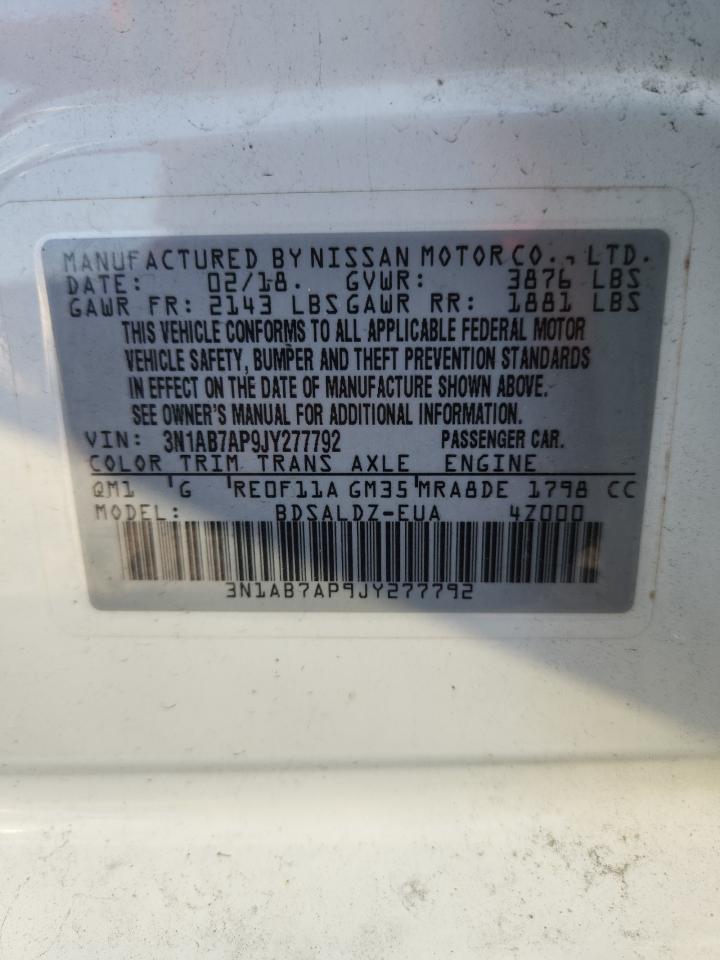 MANUFACTURED BY NISSAN MOTOR CO., LTD.
DATE: 02/18. GVWR: 3876 LBS
GAWR FR: 2143 LBS GAWR RR: 1881 LBS
THIS VEHICLE CONFORMS TO ALL APPLICABLE FEDERAL MOTOR
VEHICLE SAFETY, BUMPER AND THEFT PREVENTION STANDARDS
IN EFFECT ON THE DATE OF MANUFACTURE SHOWN ABOVE.
SEE OWNER'S MANUAL FOR ADDITIONAL INFORMATION.
VIN: 3N1AB7AP9JY277792 PASSENGER CAR.
COLOR TRIM TRANS AXLE ENGINE
QM1 G RE0F11A GM35 MRA8DE 1798 CC
MODEL: BDSALDZ-EUA 4Z000
3N1AB7AP9JY277792